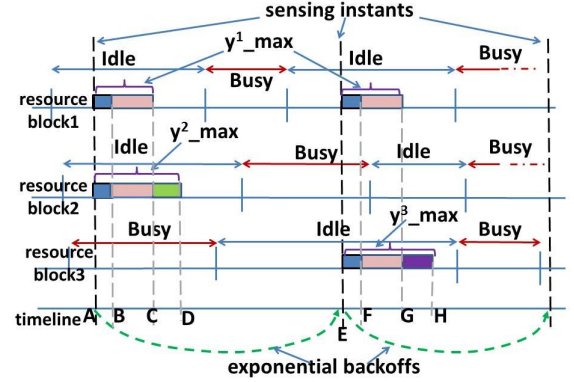 sensing instants
Idle y¹_max Idle Busy
Busy
resource
block1
Idle y²_max Busy Idle Busy
resource
block2
Busy Idle y³_max Busy
resource
block3
timeline A B C D E F G H
exponential backoffs